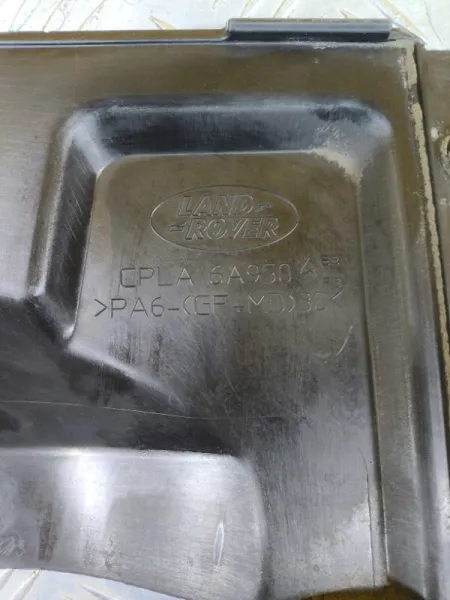 LAND-
-ROVER
CPLA 6A950
>PA6-(GF+MD)30<